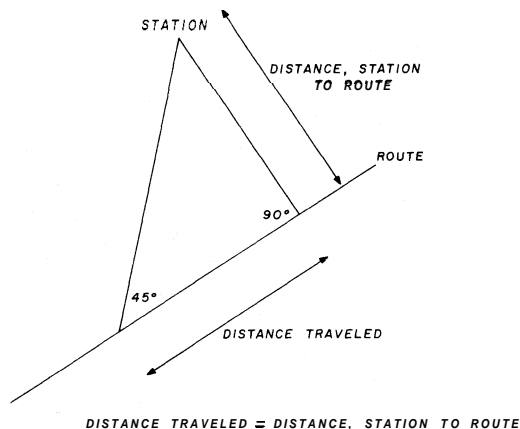 STATION
DISTANCE, STATION
TO ROUTE
ROUTE
90°
45°
DISTANCE TRAVELED
DISTANCE TRAVELED = DISTANCE, STATION TO ROUTE